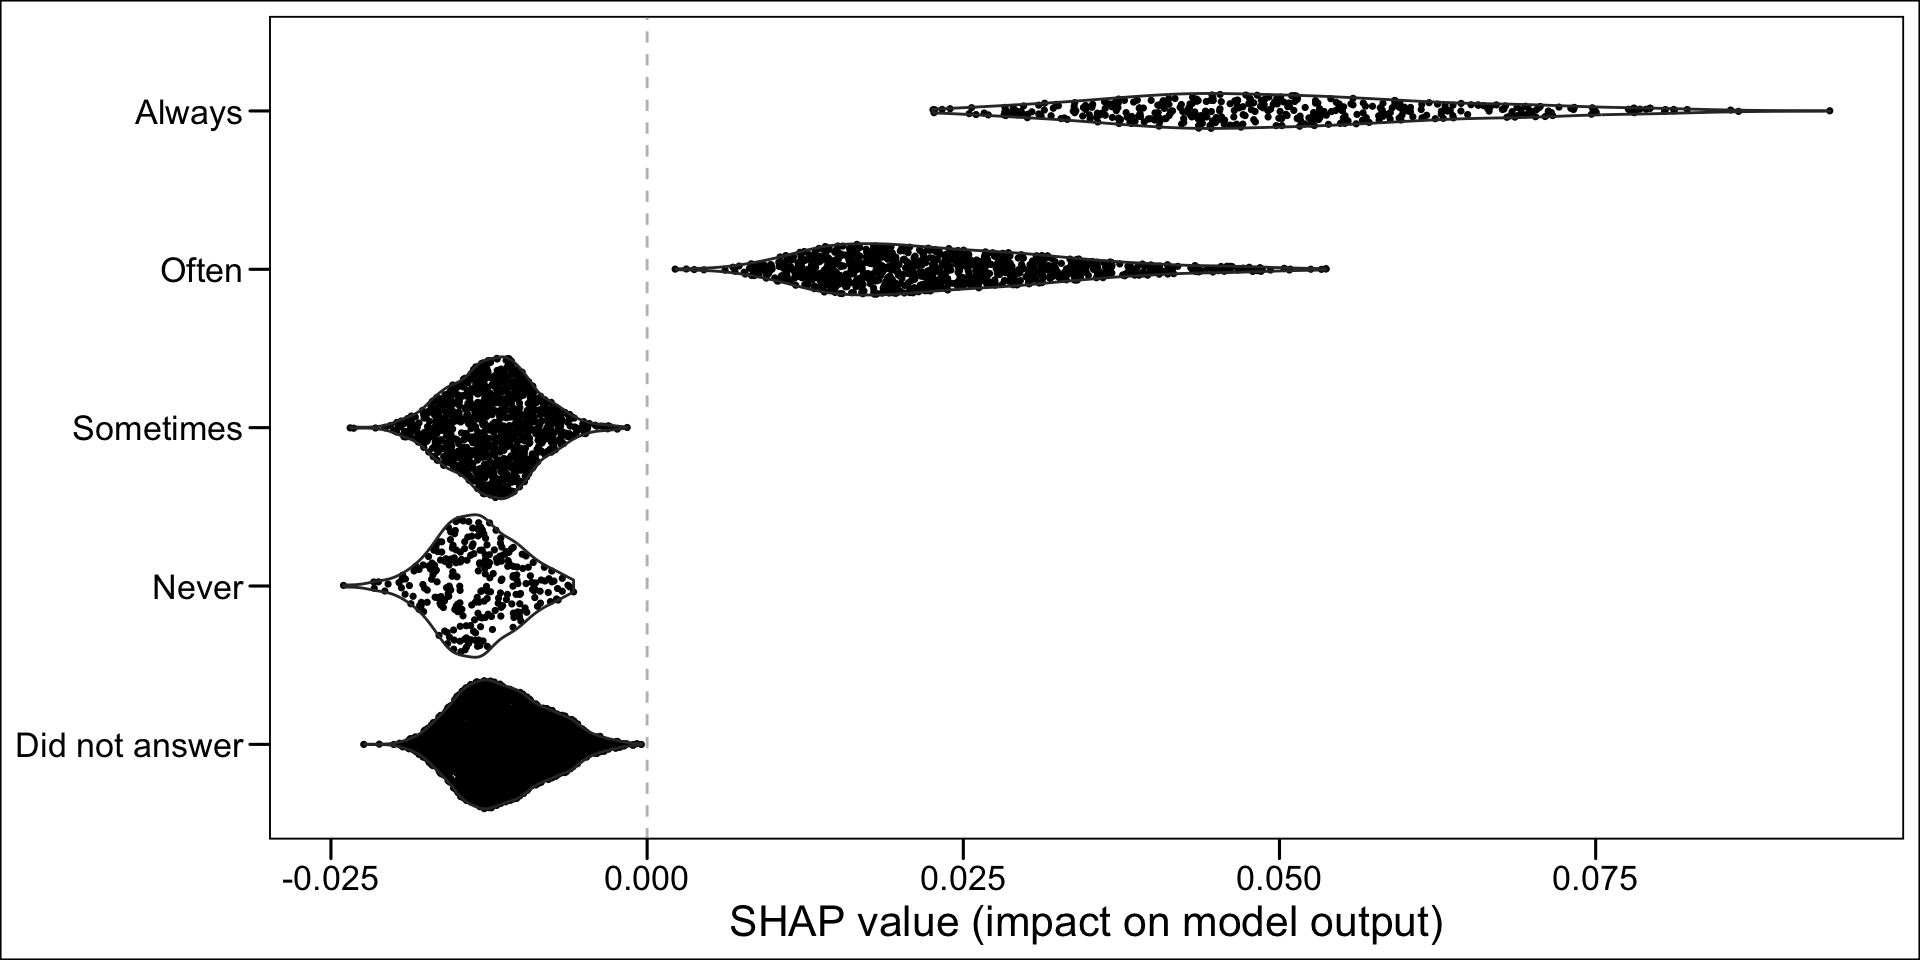 Always
Often
Sometimes
Never
Did not answer
-0.025 0.000 0.025 0.050 0.075
SHAP value (impact on model output)